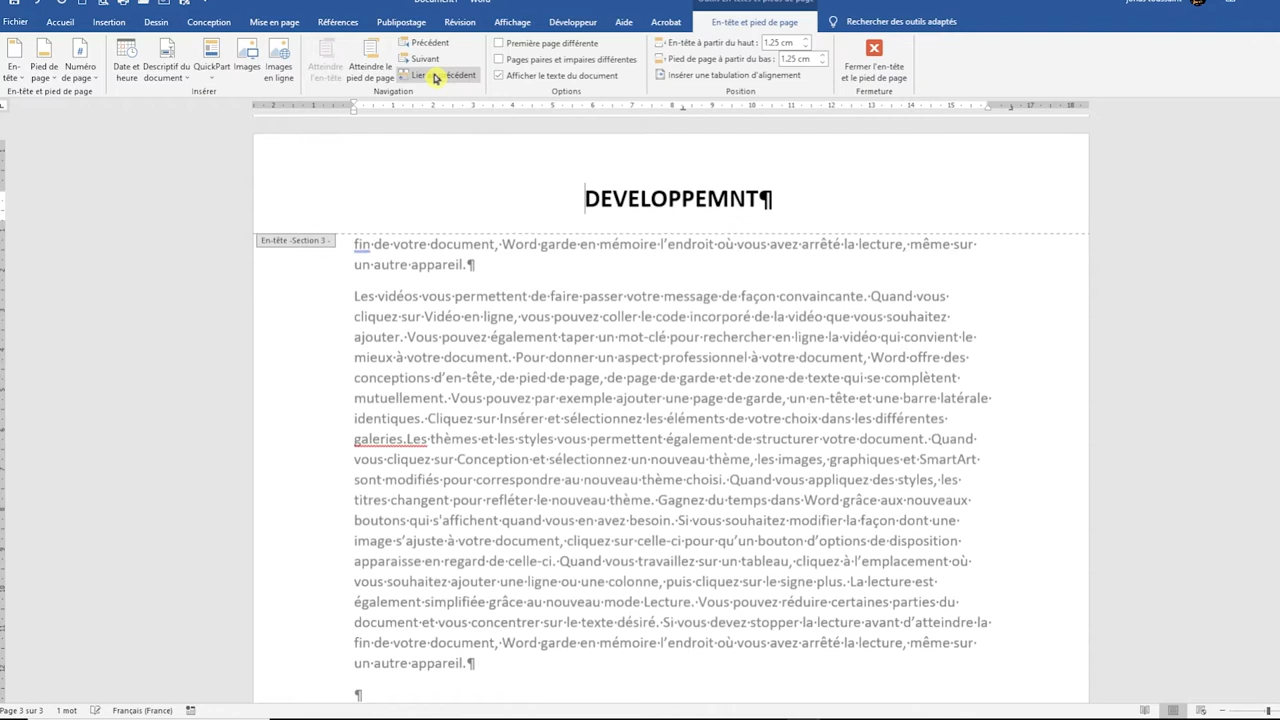 Fichier Accueil Insertion Dessin Conception Mise en page Références Publipostage Révision Affichage Développeur Aide Acrobat En-tête et pied de page Rechercher des outils adaptés
En-tête Pied de page Numéro de page
En-tête et pied de page
Date et heure Descriptif du document QuickPart Images Images en ligne
Insérer
Atteindre l'en-tête Atteindre le pied de page
Précédent
Suivant
Navigation
Première page différente
Pages paires et impaires différentes
Afficher le texte du document
Options
En-tête à partir du haut : 1.25 cm
Pied de page à partir du bas : 1.25 cm
Insérer une tabulation d'alignement
Position
Fermer l'en-tête et le pied de page
Fermeture
2 1 1 2 3 4 5 6 7 8 9 10 11 12 13 14 15 17 18
DEVELOPPEMNT¶
En-tête -Section 3 -
fin·de·votre·document,·Word·garde·en·mémoire·l'endroit·où·vous·avez·arrêté·la·lecture,·même·sur·
un·autre·appareil.¶
Les·vidéos·vous·permettent·de·faire·passer·votre·message·de·façon·convaincante.·Quand·vous·
cliquez·sur·Vidéo·en·ligne,·vous·pouvez·coller·le·code·incorporé·de·la·vidéo·que·vous·souhaitez·
ajouter.·Vous·pouvez·également·taper·un·mot-clé·pour·rechercher·en·ligne·la·vidéo·qui·convient·le·
mieux·à·votre·document.·Pour·donner·un·aspect·professionnel·à·votre·document,·Word·offre·des·
conceptions·d'en-tête,·de·pied·de·page,·de·page·de·garde·et·de·zone·de·texte·qui·se·complètent·
mutuellement.·Vous·pouvez·par·exemple·ajouter·une·page·de·garde,·un·en-tête·et·une·barre·latérale·
identiques.·Cliquez·sur·Insérer·et·sélectionnez·les·éléments·de·votre·choix·dans·les·différentes·
galeries.Les·thèmes·et·les·styles·vous·permettent·également·de·structurer·votre·document.·Quand·
vous·cliquez·sur·Conception·et·sélectionnez·un·nouveau·thème,·les·images,·graphiques·et·SmartArt·
sont·modifiés·pour·correspondre·au·nouveau·thème·choisi.·Quand·vous·appliquez·des·styles,·les·
titres·changent·pour·refléter·le·nouveau·thème.·Gagnez·du·temps·dans·Word·grâce·aux·nouveaux·
boutons·qui·s'affichent·quand·vous·en·avez·besoin.·Si·vous·souhaitez·modifier·la·façon·dont·une·
image·s'ajuste·à·votre·document,·cliquez·sur·celle-ci·pour·qu'un·bouton·d'options·de·disposition·
apparaisse·en·regard·de·celle-ci.·Quand·vous·travaillez·sur·un·tableau,·cliquez·à·l'emplacement·où·
vous·souhaitez·ajouter·une·ligne·ou·une·colonne,·puis·cliquez·sur·le·signe·plus.·La·lecture·est·
également·simplifiée·grâce·au·nouveau·mode·Lecture.·Vous·pouvez·réduire·certaines·parties·du·
document·et·vous·concentrer·sur·le·texte·désiré.·Si·vous·devez·stopper·la·lecture·avant·d'atteindre·la·
fin·de·votre·document,·Word·garde·en·mémoire·l'endroit·où·vous·avez·arrêté·la·lecture,·même·sur·
un·autre·appareil.¶
¶
Page 3 sur 3 1 mot Français (France)